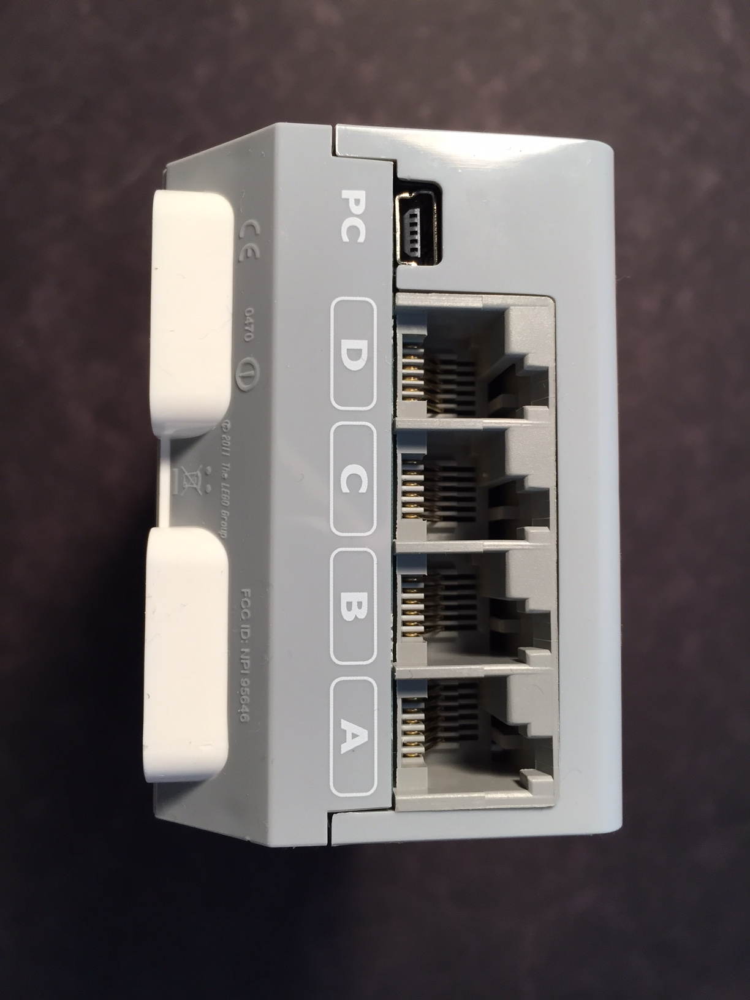 PC
D
C
B
A
CE 0470
© 2011 The LEGO Group
FCC ID: NPI 95646